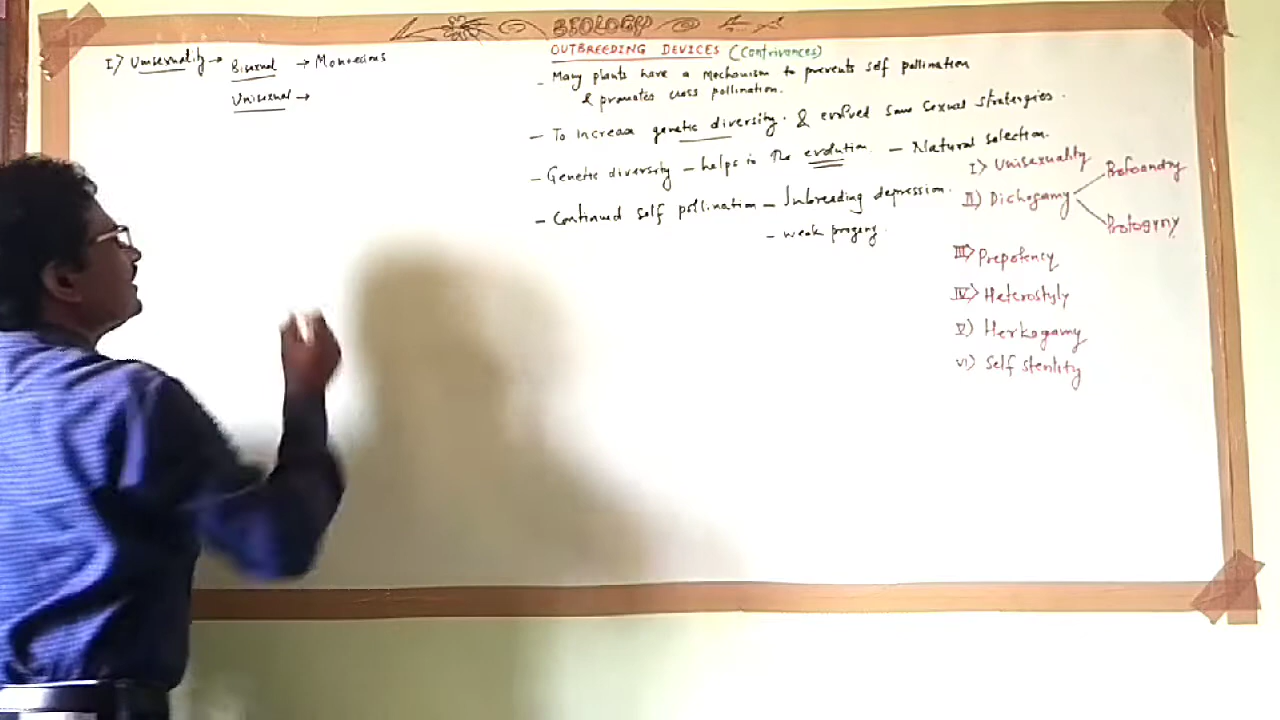 BIOLOGY
OUTBREEDING DEVICES (Contrivances)
- Many plants have a mechanism to prevents self pollination
& promotes cross pollination.
- To increase genetic diversity. & evolved some sexual stratergies.
- Genetic diversity - helps in the evolution. - Natural selection.
- Continued self pollination - Inbreeding depression.
- weak progeny.
I) Unisexuality → Bisexual → Monoecious
Unisexual →
I) Unisexuality
II) Dichogamy
Protoandry
Protogyny
III) Prepotency
IV) Heterostyly
V) Herkogamy
VI) Self sterility